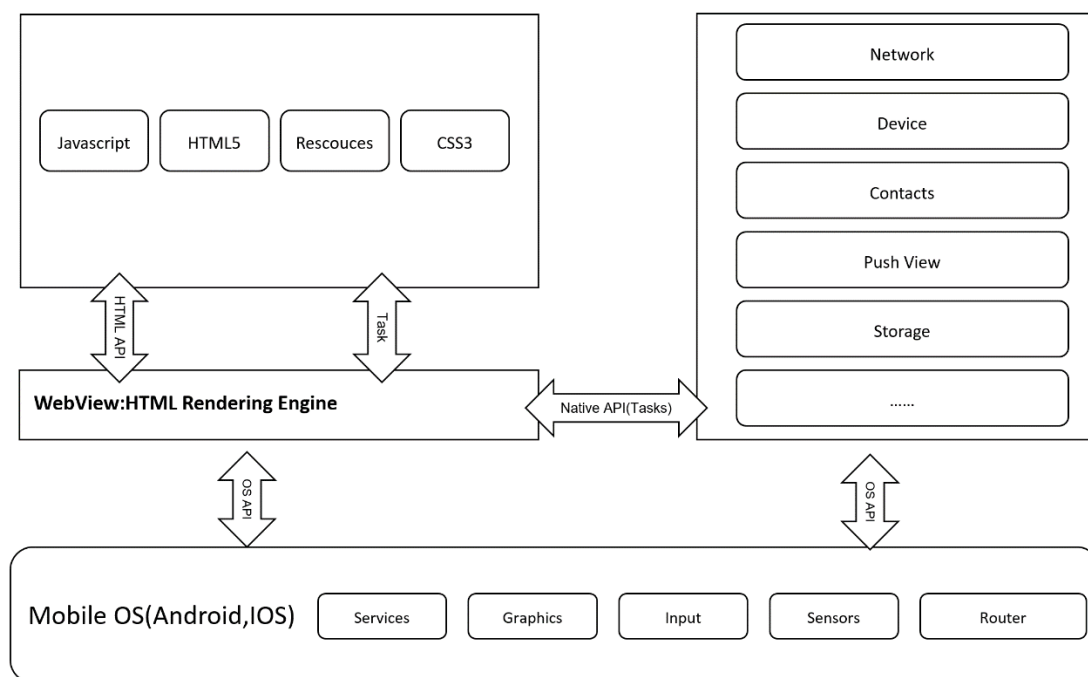 Javascript
HTML5
Rescouces
CSS3
Network
Device
Contacts
Push View
Storage
......
HTML API
Task
WebView:HTML Rendering Engine
Native API(Tasks)
OS API
OS API
Mobile OS(Android,IOS)
Services
Graphics
Input
Sensors
Router